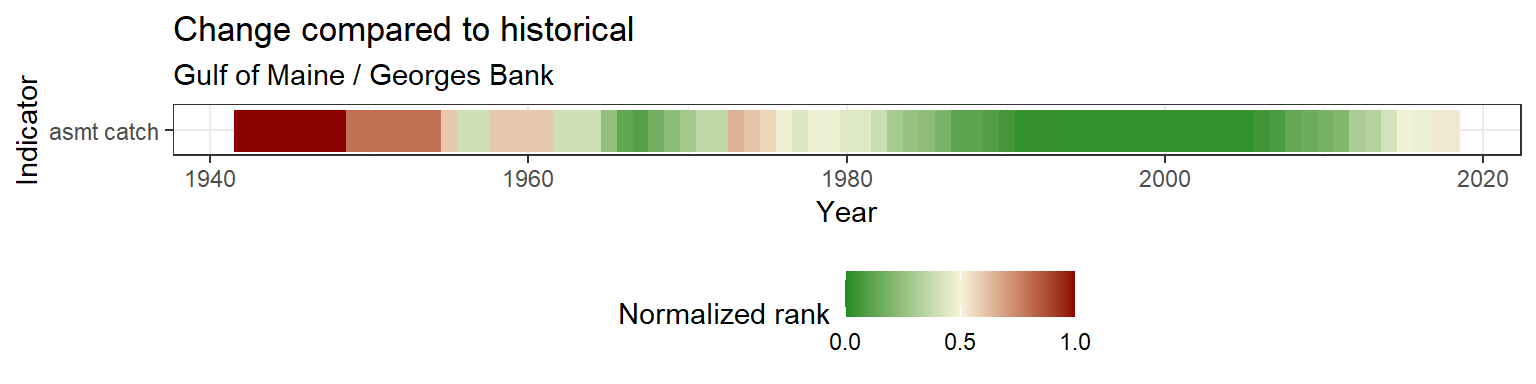 Change compared to historical
Gulf of Maine / Georges Bank
Indicator
asmt catch
1940 1960 1980 2000 2020
Year
Normalized rank
0.0 0.5 1.0